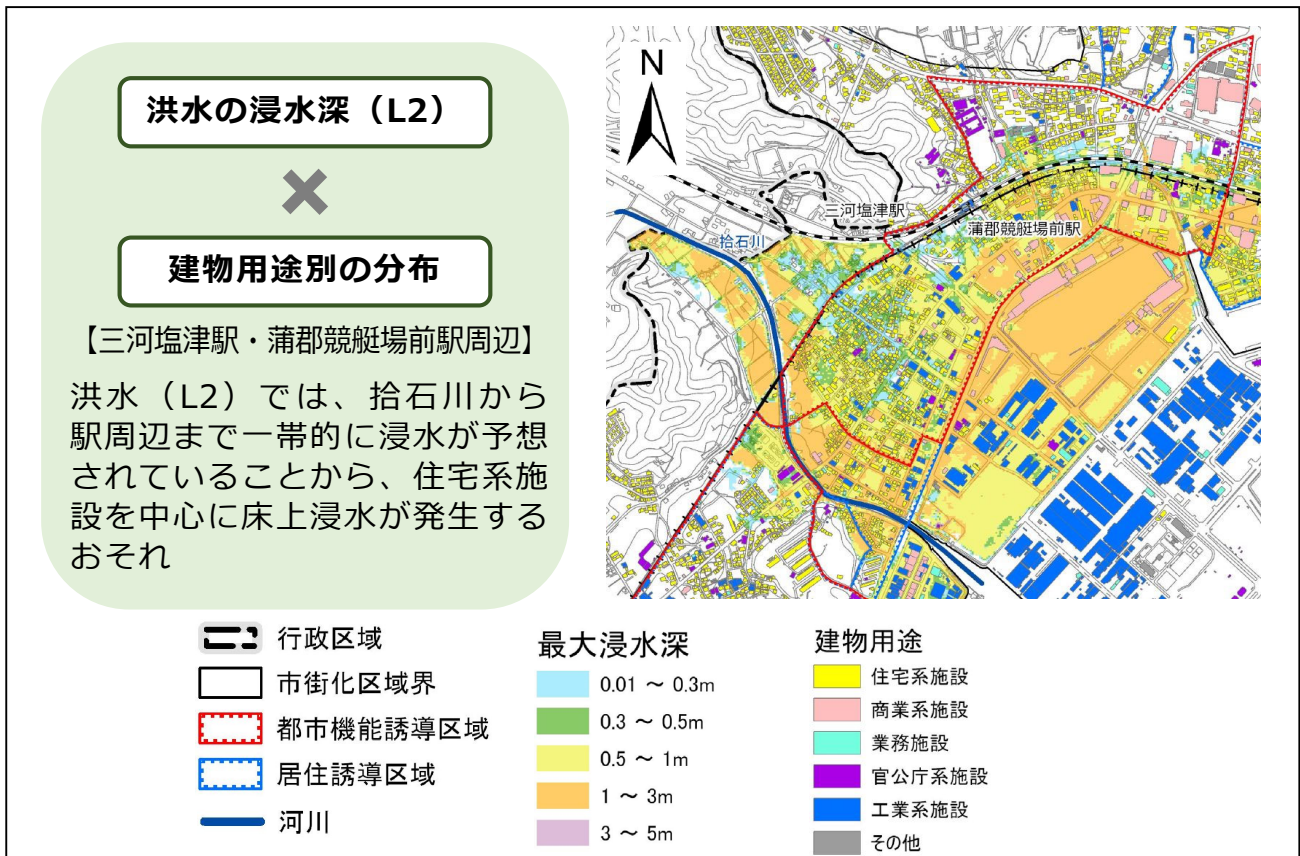 洪水の浸水深（L2）
×
建物用途別の分布
【三河塩津駅・蒲郡競艇場前駅周辺】
洪水（L2）では、拾石川から
駅周辺まで一帯的に浸水が予想
されていることから、住宅系施
設を中心に床上浸水が発生する
おそれ
N
三河塩津駅
蒲郡競艇場前駅
拾石川
行政区域
市街化区域界
都市機能誘導区域
居住誘導区域
河川
最大浸水深
0.01 ～ 0.3m
0.3 ～ 0.5m
0.5 ～ 1m
1 ～ 3m
3 ～ 5m
建物用途
住宅系施設
商業系施設
業務施設
官公庁系施設
工業系施設
その他